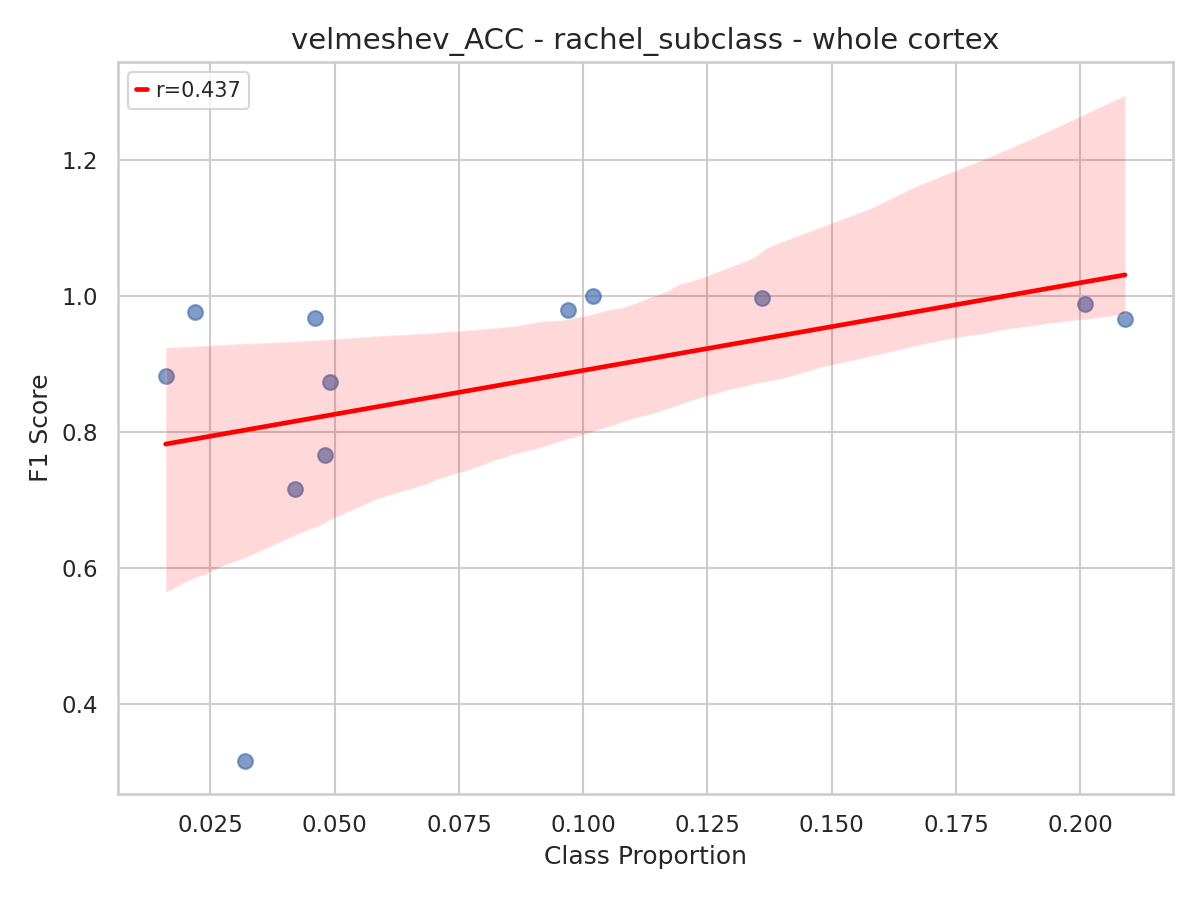 velmeshev_ACC - rachel_subclass - whole cortex
r=0.437
F1 Score
1.2
1.0
0.8
0.6
0.4
0.025 0.050 0.075 0.100 0.125 0.150 0.175 0.200
Class Proportion